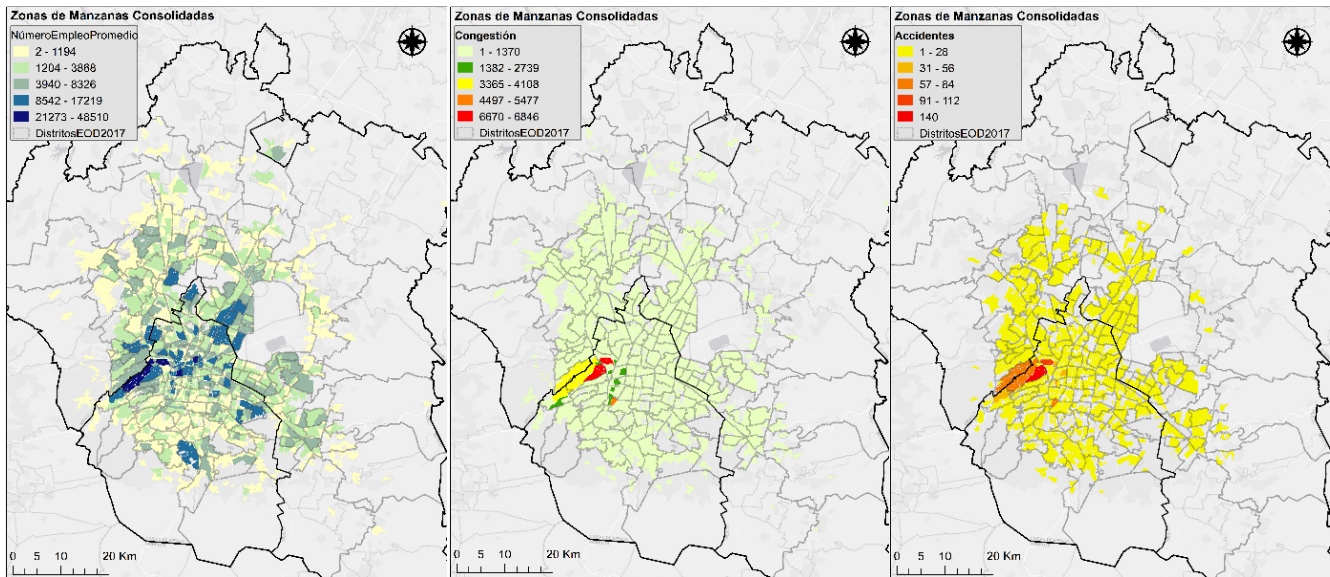 Zonas de Manzanas Consolidadas
NúmeroEmpleoPromedio
2 - 1194
1204 - 3868
3940 - 8326
8542 - 17219
21273 - 48510
DistritosEOD2017
0 5 10 20 Km
Zonas de Manzanas Consolidadas
Congestión
1 - 1370
1382 - 2739
3365 - 4108
4497 - 5477
6670 - 6846
DistritosEOD2017
0 5 10 20 Km
Zonas de Manzanas Consolidadas
Accidentes
1 - 28
31 - 56
57 - 84
91 - 112
140
DistritosEOD2017
0 5 10 20 Km